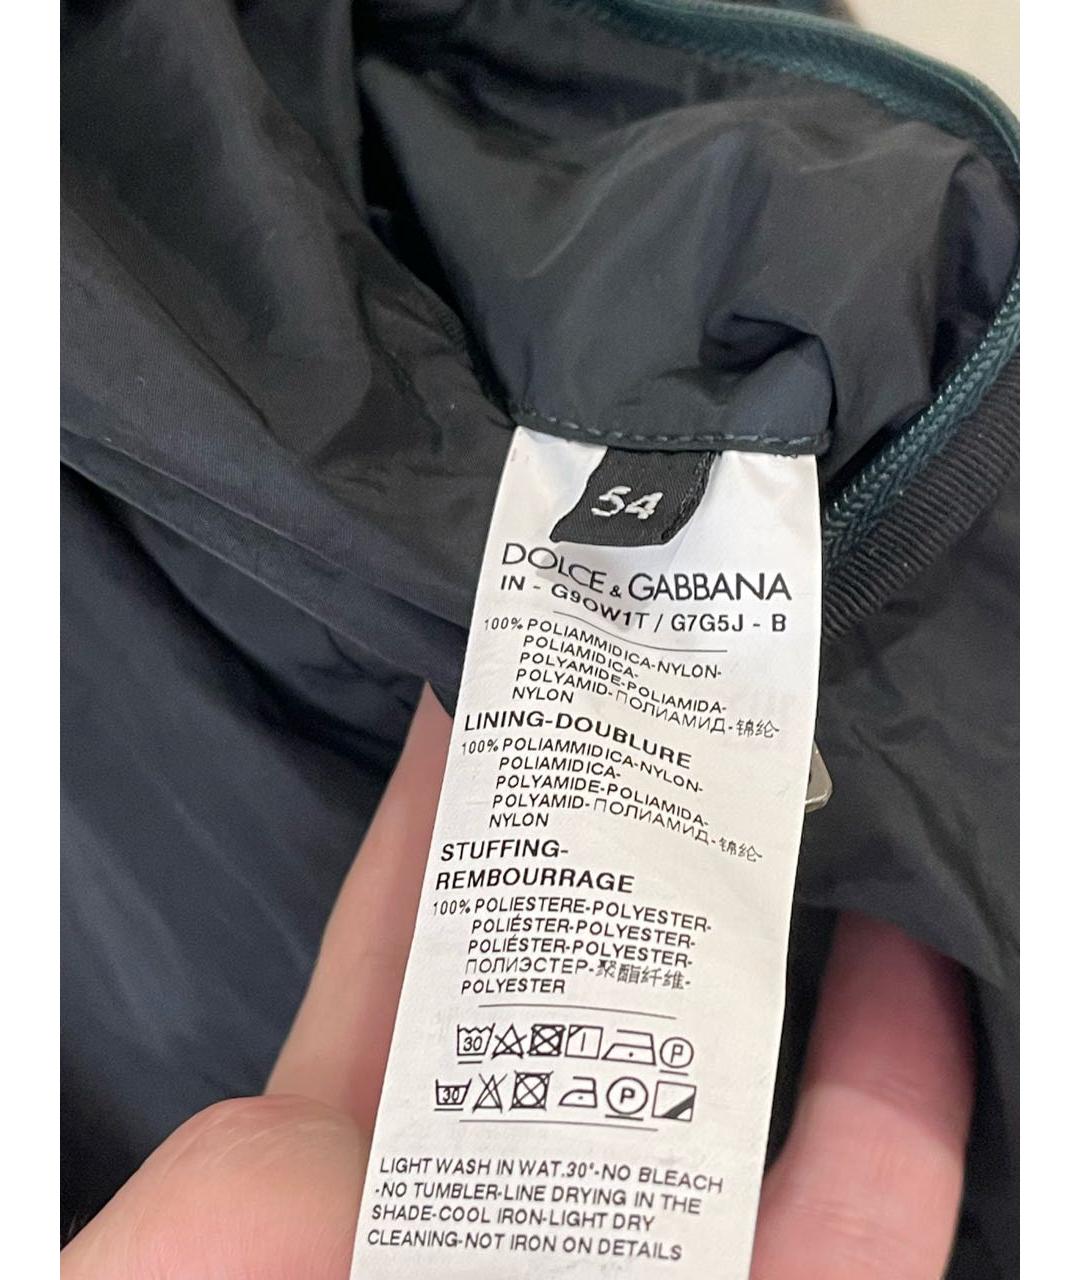 54
DOLCE & GABBANA
IN - G9OW1T / G7G5J - B
100% POLIAMMIDICA-NYLON-
POLIAMIDICA-
POLYAMIDE-POLIAMIDA-
POLYAMID-ПОЛИАМИД-锦纶-
NYLON
LINING-DOUBLURE
100% POLIAMMIDICA-NYLON-
POLIAMIDICA-
POLYAMIDE-POLIAMIDA-
POLYAMID-ПОЛИАМИД-锦纶-
NYLON
STUFFING-
REMBOURRAGE
100% POLIESTERE-POLYESTER-
POLIÉSTER-POLYESTER-
POLIÉSTER-POLYESTER-
ПОЛИЭСТЕР-聚酯纤维-
POLYESTER
30 P
30 P
LIGHT WASH IN WAT.30°-NO BLEACH
-NO TUMBLER-LINE DRYING IN THE
SHADE-COOL IRON-LIGHT DRY
CLEANING-NOT IRON ON DETAILS